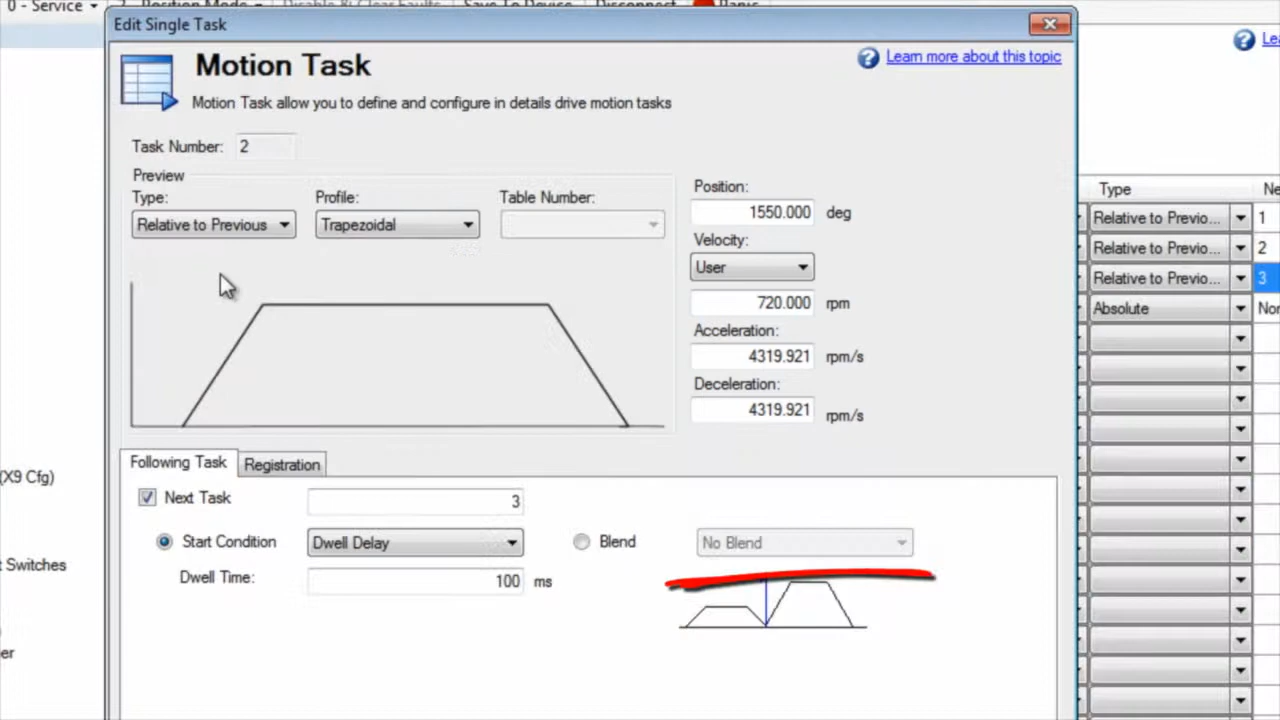 0 - Service
2 - Position Mode
Disable & Clear Faults
Save To Device
Disconnect
Panic
Edit Single Task
Motion Task
Learn more about this topic
Motion Task allow you to define and configure in details drive motion tasks
Task Number: 2
Preview
Type:
Profile:
Table Number:
Relative to Previous
Trapezoidal
Position:
1550.000 deg
Velocity:
User
720.000 rpm
Acceleration:
4319.921 rpm/s
Deceleration:
4319.921 rpm/s
Following Task
Registration
Next Task 3
Start Condition Dwell Delay Blend No Blend
Dwell Time: 100 ms
Type
Relative to Previo... 1
Relative to Previo... 2
Relative to Previo... 3
Absolute
(X9 Cfg)
t Switches